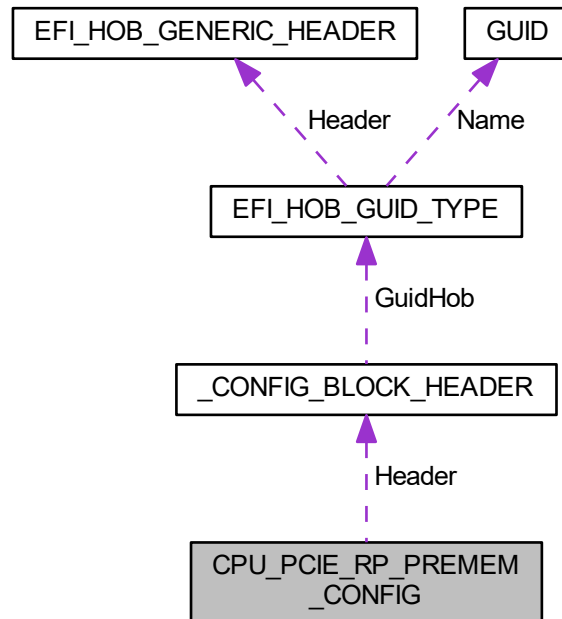 EFI_HOB_GENERIC_HEADER
GUID
Header
Name
EFI_HOB_GUID_TYPE
GuidHob
_CONFIG_BLOCK_HEADER
Header
CPU_PCIE_RP_PREMEM
_CONFIG